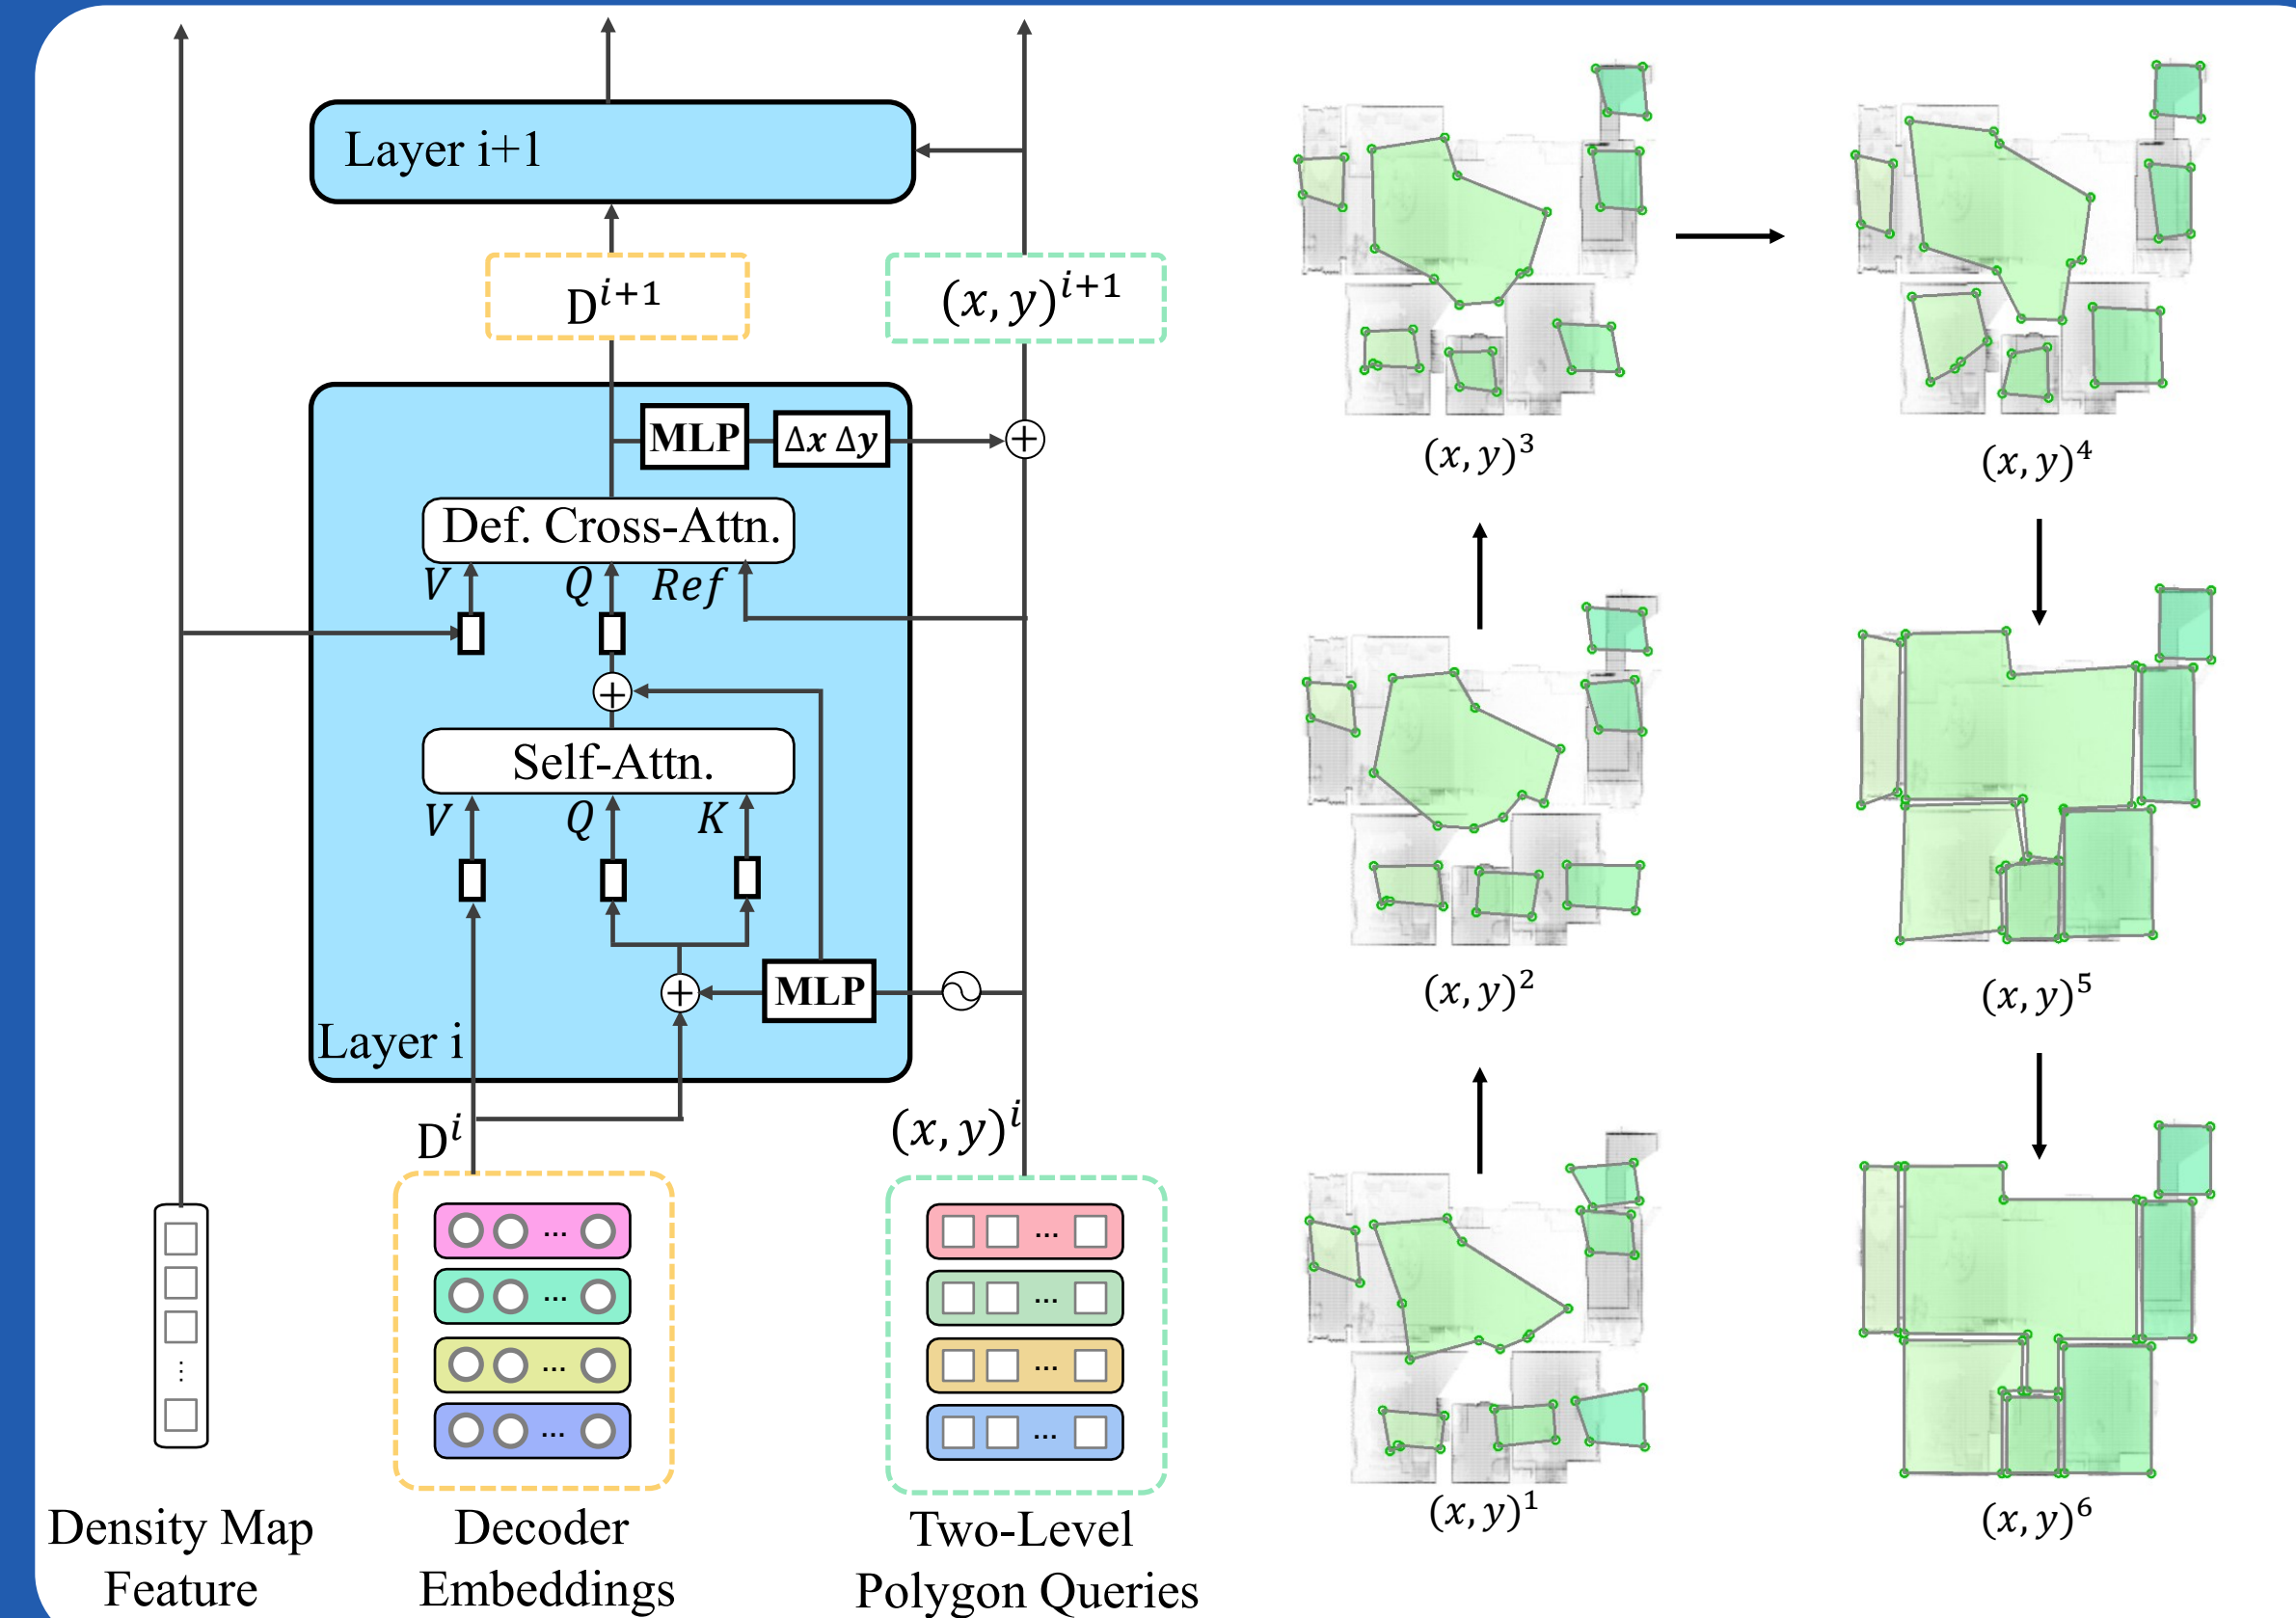 Layer i+1
D^{i+1}
(x, y)^{i+1}
MLP
Δx Δy
Def. Cross-Attn.
V
Q
Ref
Self-Attn.
V
Q
K
MLP
Layer i
D^i
(x, y)^i
...
...
...
...
...
...
...
...
Density Map
Feature
Decoder
Embeddings
Two-Level
Polygon Queries
(x, y)^3
(x, y)^4
(x, y)^2
(x, y)^5
(x, y)^1
(x, y)^6